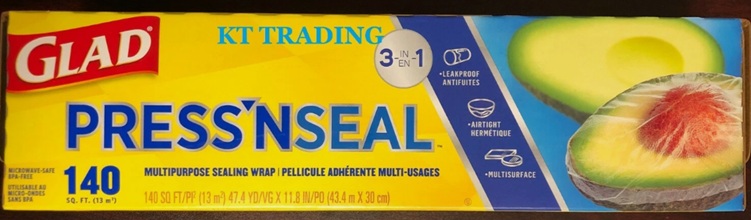 GLAD
KT TRADING
3-IN-1
EN
•LEAKPROOF
ANTIFUITES
PRESS'NSEAL
•AIRTIGHT
HERMÉTIQUE
•MULTISURFACE
MICROWAVE-SAFE
BPA-FREE
UTILISABLE AU
MICRO-ONDES
SANS BPA
140
SQ. FT. (13 m²)
MULTIPURPOSE SEALING WRAP | PELLICULE ADHÉRENTE MULTI-USAGES
140 SQ FT/PI² (13 m²) 47.4 YD/VG X 11.8 IN/PO (43.4 m X 30 cm)